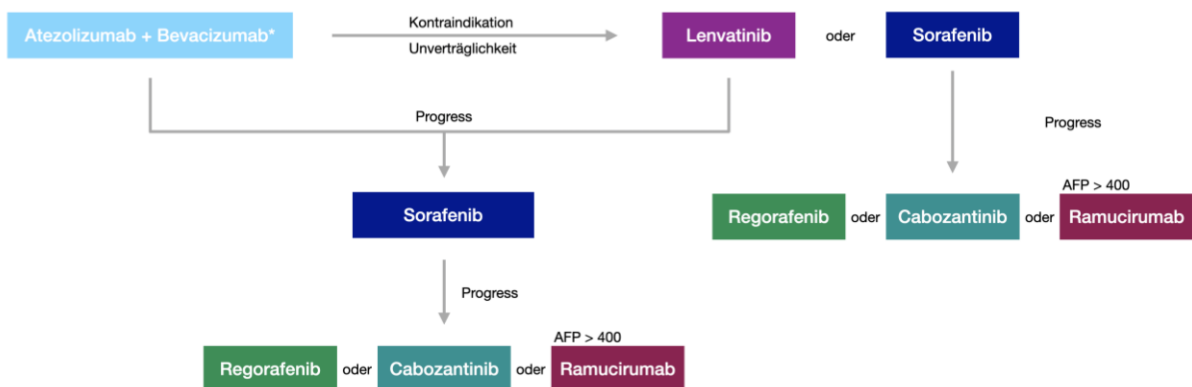 Atezolizumab + Bevacizumab*
Kontraindikation
Unverträglichkeit
Lenvatinib oder Sorafenib
Progress
Progress
AFP > 400
Sorafenib
Regorafenib oder Cabozantinib oder Ramucirumab
Progress
AFP > 400
Regorafenib oder Cabozantinib oder Ramucirumab